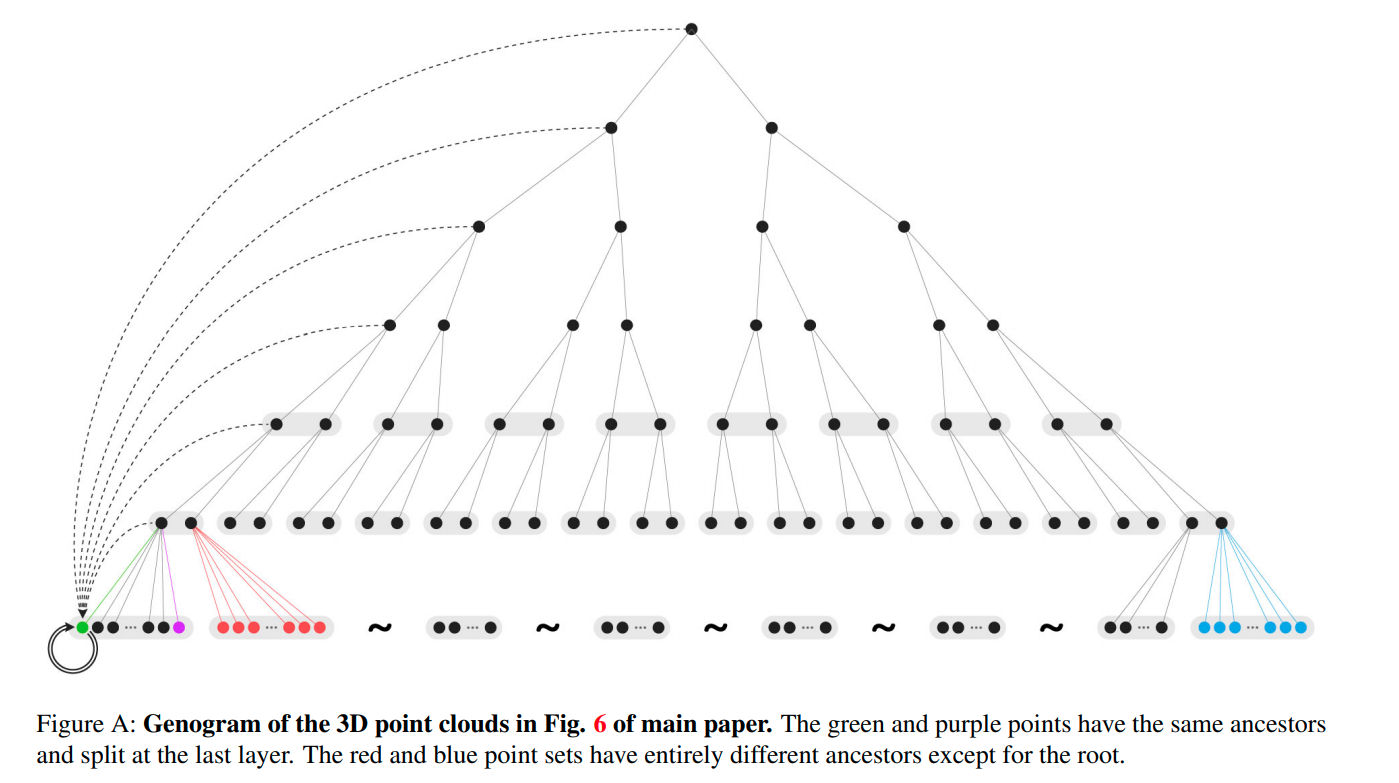 Figure A: Genogram of the 3D point clouds in Fig. 6 of main paper. The green and purple points have the same ancestors
and split at the last layer. The red and blue point sets have entirely different ancestors except for the root.